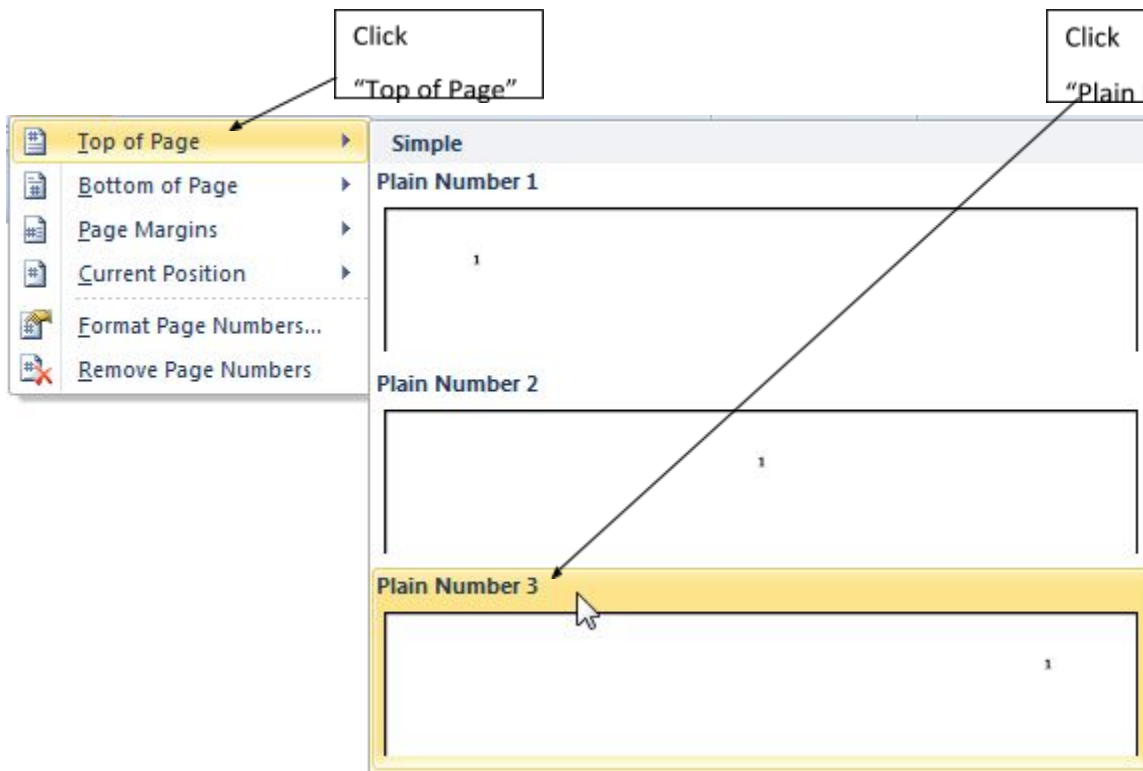 Click
“Top of Page”
Click
“Plain
Top of Page
Bottom of Page
Page Margins
Current Position
Format Page Numbers...
Remove Page Numbers
Simple
Plain Number 1
1
Plain Number 2
1
Plain Number 3
1